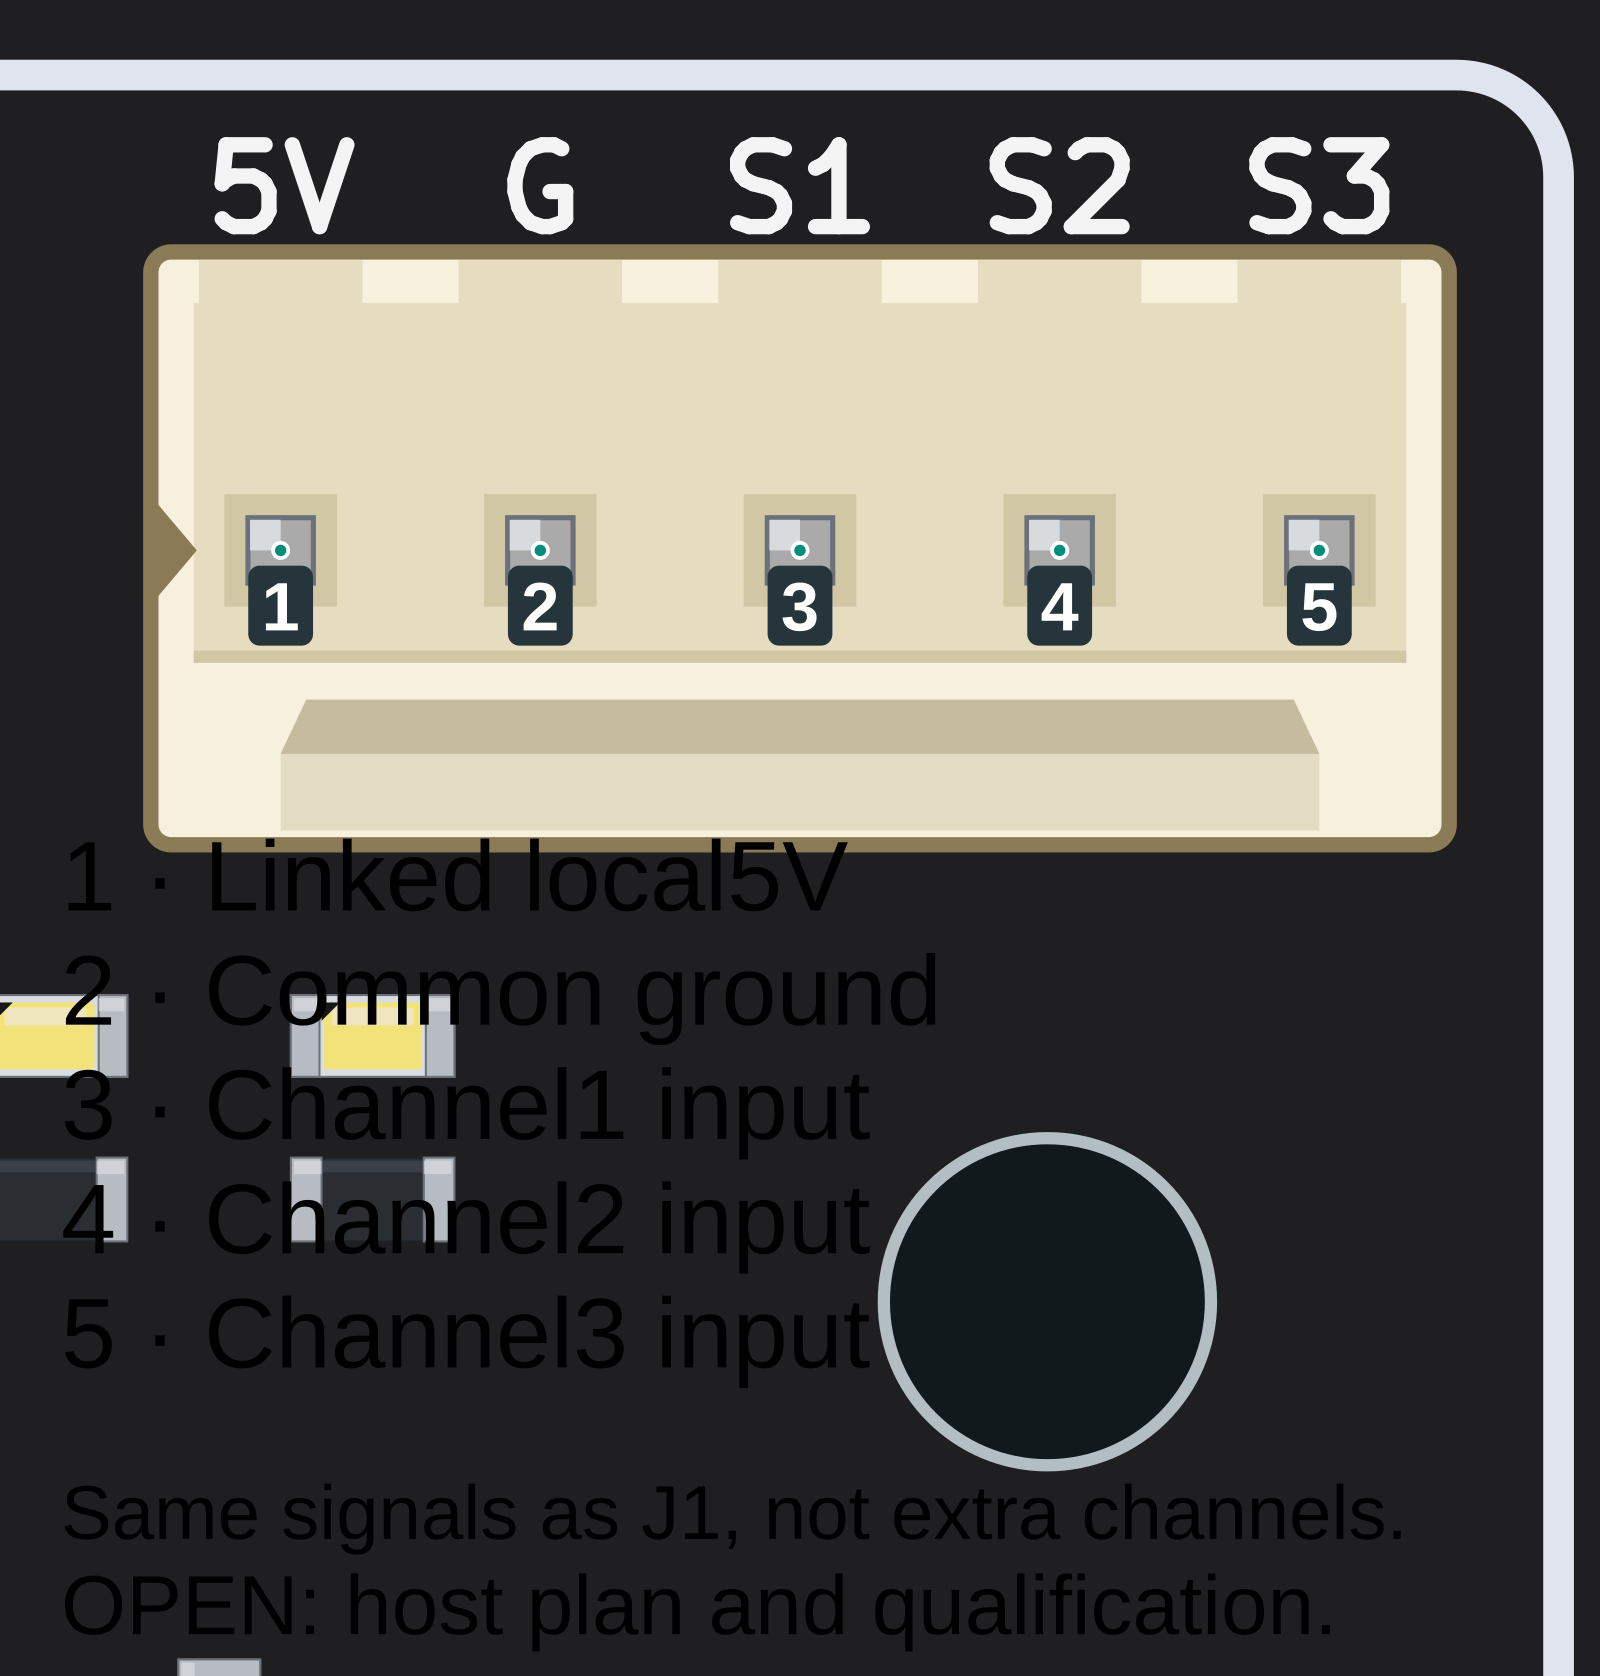 5V G S1 S2 S3
1 2 3 4 5
1 · Linked local5V
2 · Common ground
3 · Channel1 input
4 · Channel2 input
5 · Channel3 input
Same signals as J1, not extra channels.
OPEN: host plan and qualification.